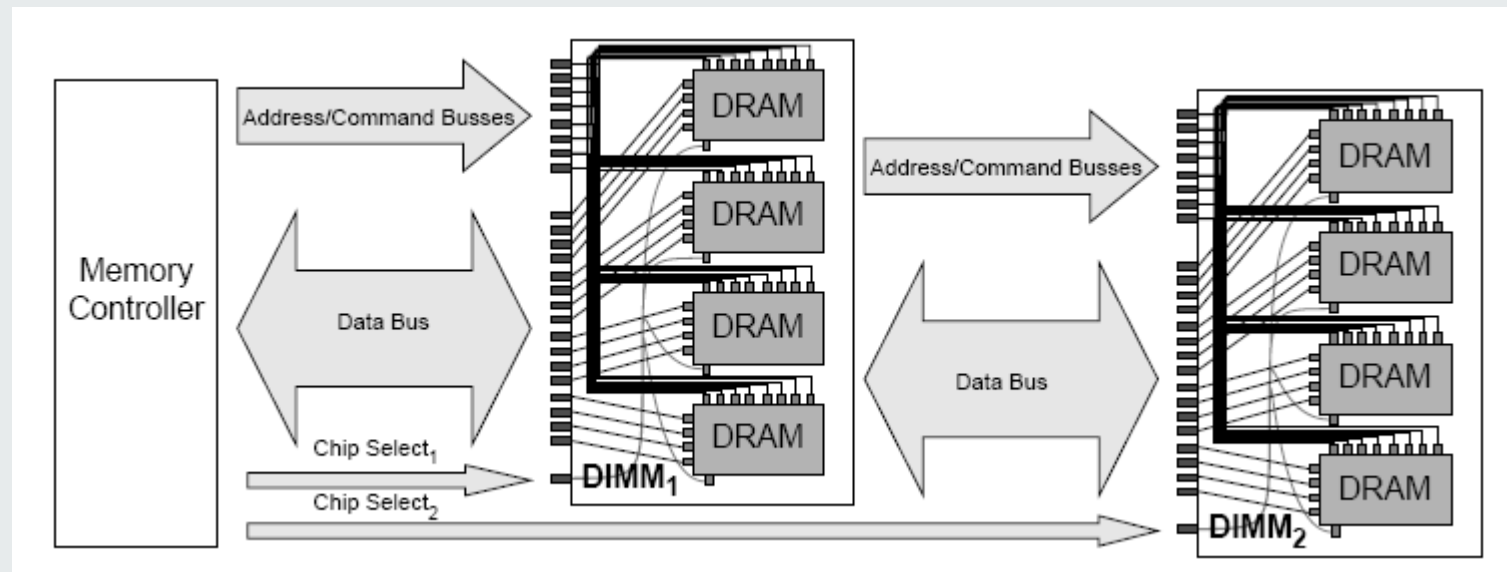 Memory
Controller
Address/Command Busses
Data Bus
Chip Select1
Chip Select2
DRAM
DRAM
DRAM
DRAM
DIMM1
Address/Command Busses
Data Bus
DRAM
DRAM
DRAM
DRAM
DIMM2